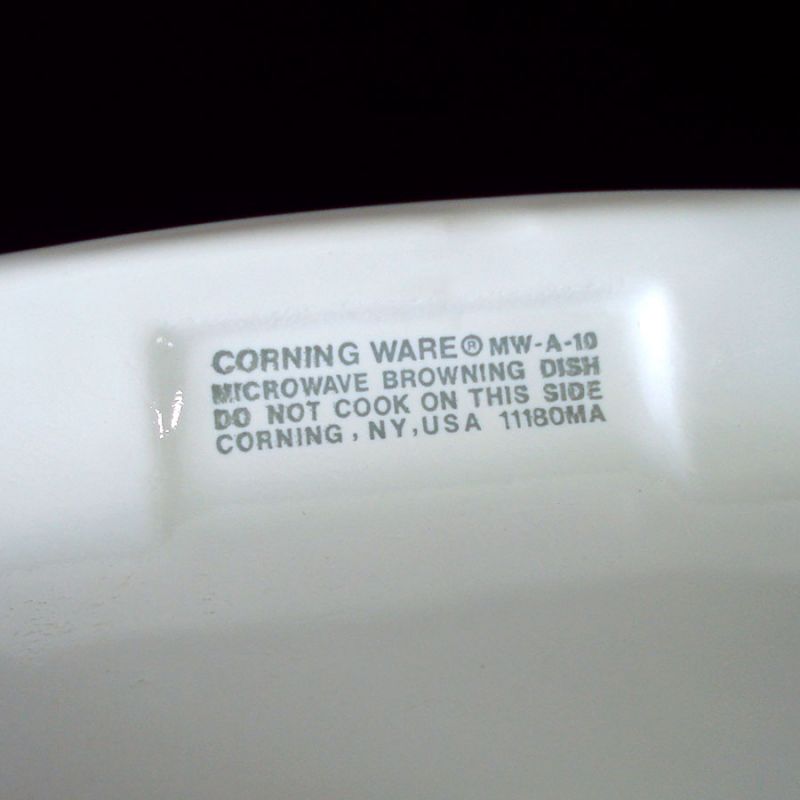 CORNING WARE® MW-A-10
MICROWAVE BROWNING DISH
DO NOT COOK ON THIS SIDE
CORNING, NY, USA 11180MA